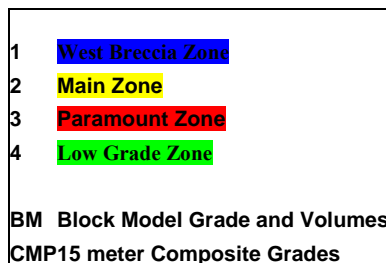 1 West Breccia Zone
2 Main Zone
3 Paramount Zone
4 Low Grade Zone
BM Block Model Grade and Volumes
CMP15 meter Composite Grades